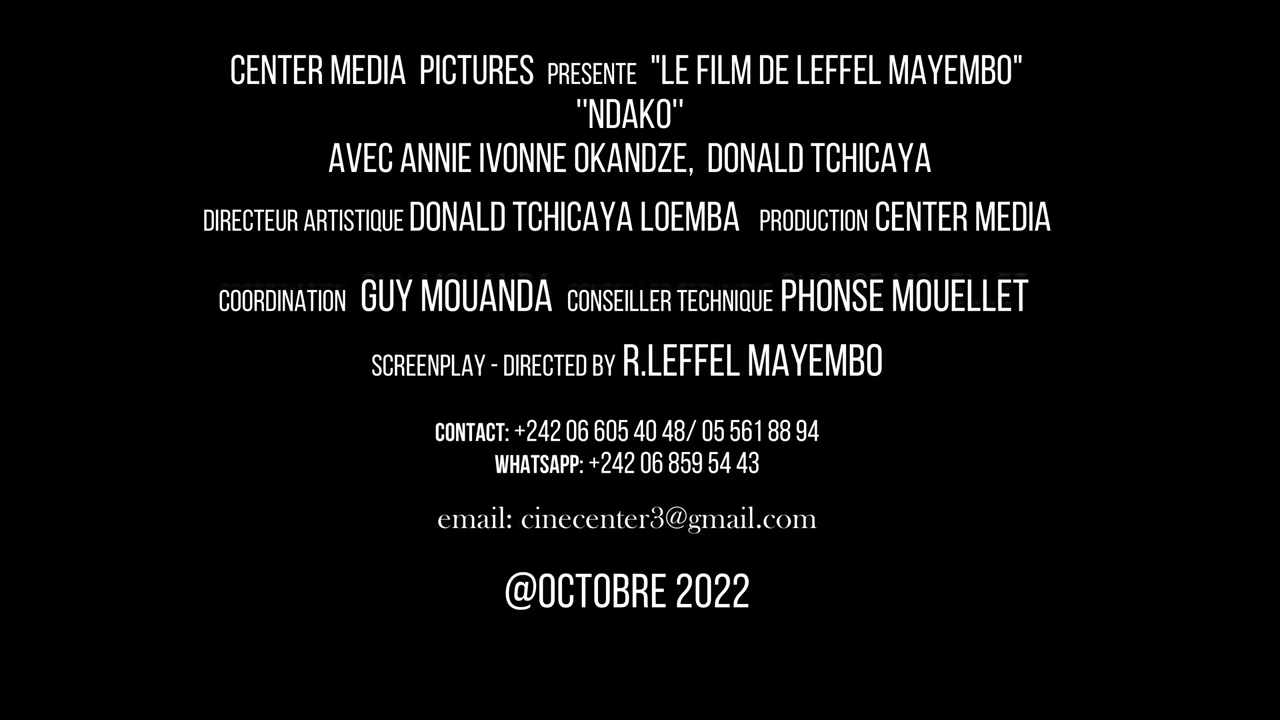 CENTER MEDIA PICTURES PRESENTE "LE FILM DE LEFFEL MAYEMBO"
"NDAKO"
AVEC ANNIE IVONNE OKANDZE, DONALD TCHICAYA
DIRECTEUR ARTISTIQUE DONALD TCHICAYA LOEMBA PRODUCTION CENTER MEDIA
COORDINATION GUY MOUANDA CONSEILLER TECHNIQUE PHONSE MOUELLET
SCREENPLAY - DIRECTED BY R.LEFFEL MAYEMBO
CONTACT: +242 06 605 40 48/ 05 561 88 94
WHATSAPP: +242 06 859 54 43
email: cinecenter3@gmail.com
@OCTOBRE 2022